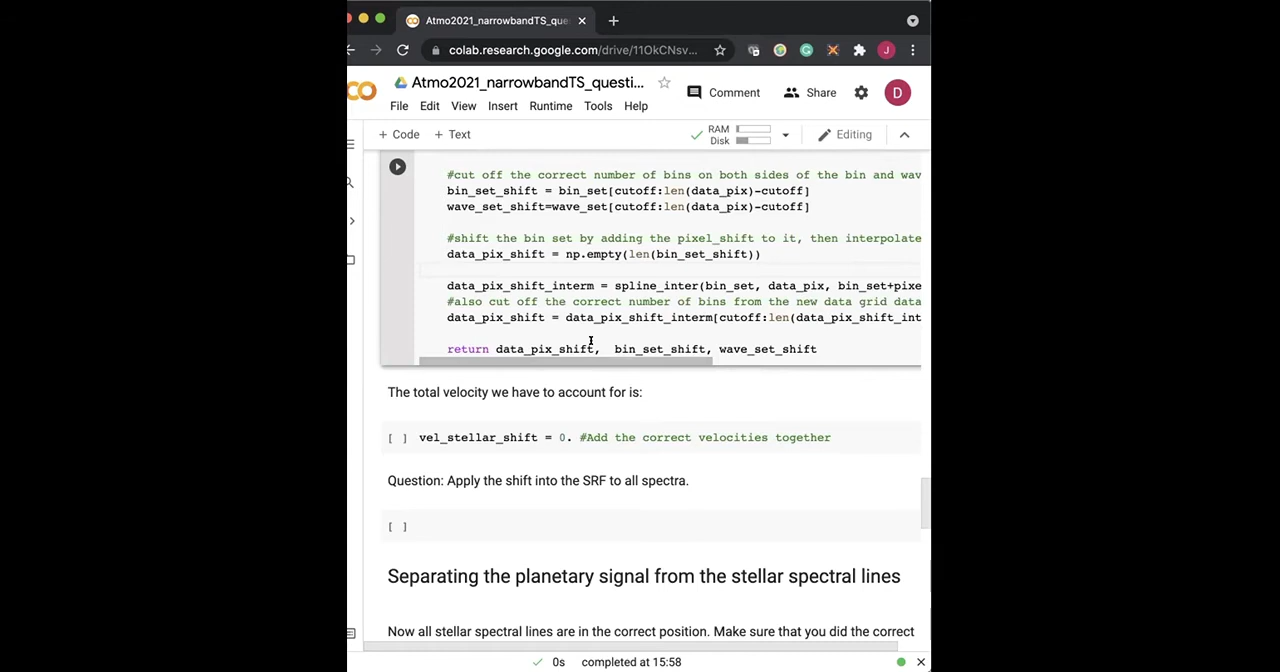 Atmo2021_narrowbandTS_que
colab.research.google.com/drive/11OkCNsv...
J
Atmo2021_narrowbandTS_questi...
Comment
Share
D
File Edit View Insert Runtime Tools Help
+ Code + Text
RAM
Disk
Editing
#cut off the correct number of bins on both sides of the bin and wav
bin_set_shift = bin_set[cutoff:len(data_pix)-cutoff]
wave_set_shift=wave_set[cutoff:len(data_pix)-cutoff]
#shift the bin set by adding the pixel_shift to it, then interpolate
data_pix_shift = np.empty(len(bin_set_shift))
data_pix_shift_interm = spline_inter(bin_set, data_pix, bin_set+pixe
#also cut off the correct number of bins from the new data grid data
data_pix_shift = data_pix_shift_interm[cutoff:len(data_pix_shift_int
return data_pix_shift, bin_set_shift, wave_set_shift
The total velocity we have to account for is:
[ ] vel_stellar_shift = 0. #Add the correct velocities together
Question: Apply the shift into the SRF to all spectra.
[ ]
Separating the planetary signal from the stellar spectral lines
Now all stellar spectral lines are in the correct position. Make sure that you did the correct
0s completed at 15:58